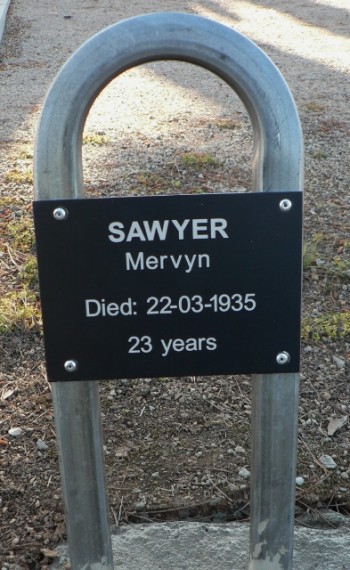 SAWYER
Mervyn
Died: 22-03-1935
23 years